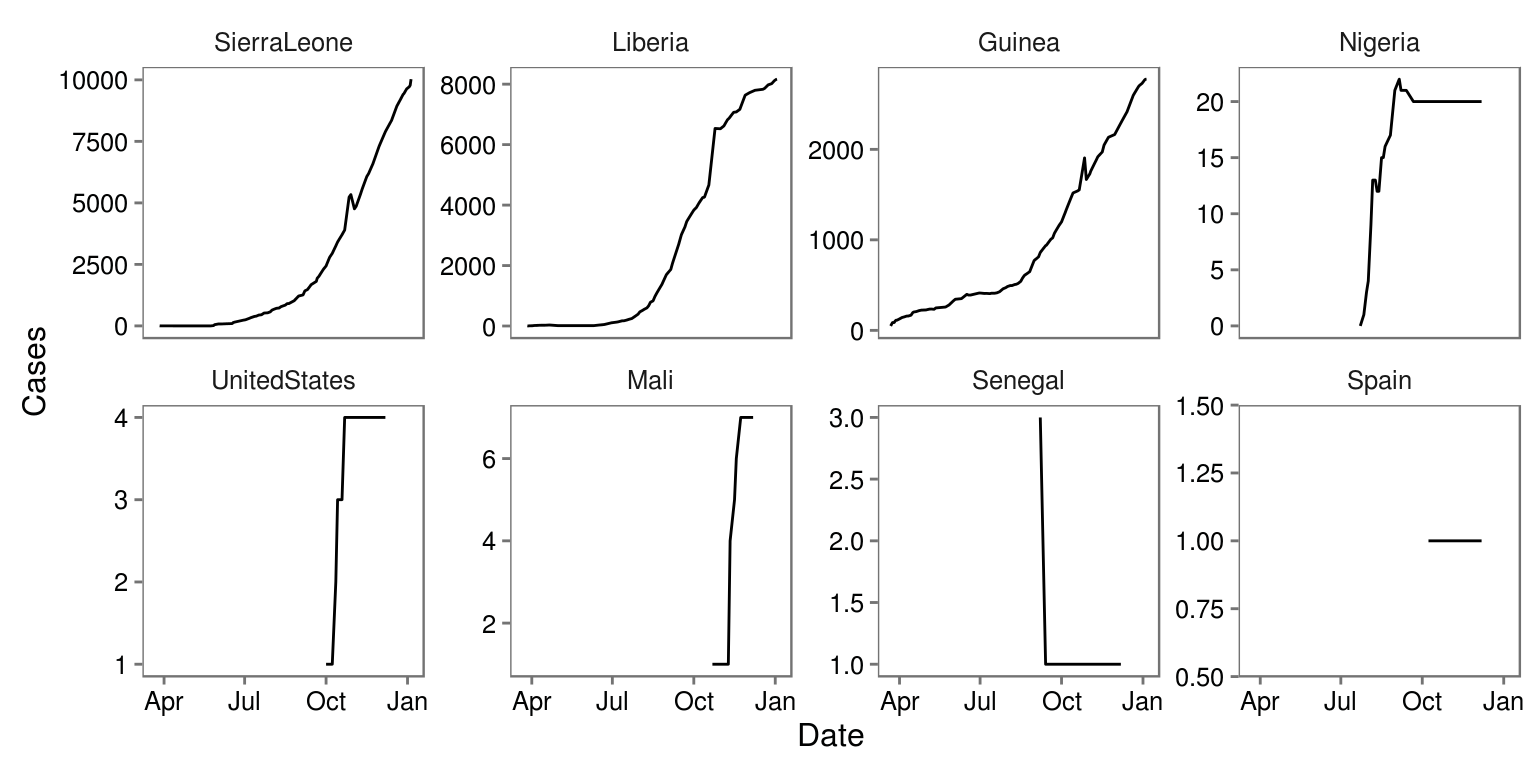 SierraLeone Liberia Guinea Nigeria
10000 7500 5000 2500 0
8000 6000 4000 2000 0
2000 1000 0
20 15 10 5 0
Cases
UnitedStates Mali Senegal Spain
4 3 2 1
6 4 2
3.0 2.5 2.0 1.5 1.0
1.50 1.25 1.00 0.75 0.50
Apr Jul Oct Jan Apr Jul Oct Jan Apr Jul Oct Jan Apr Jul Oct Jan
Date